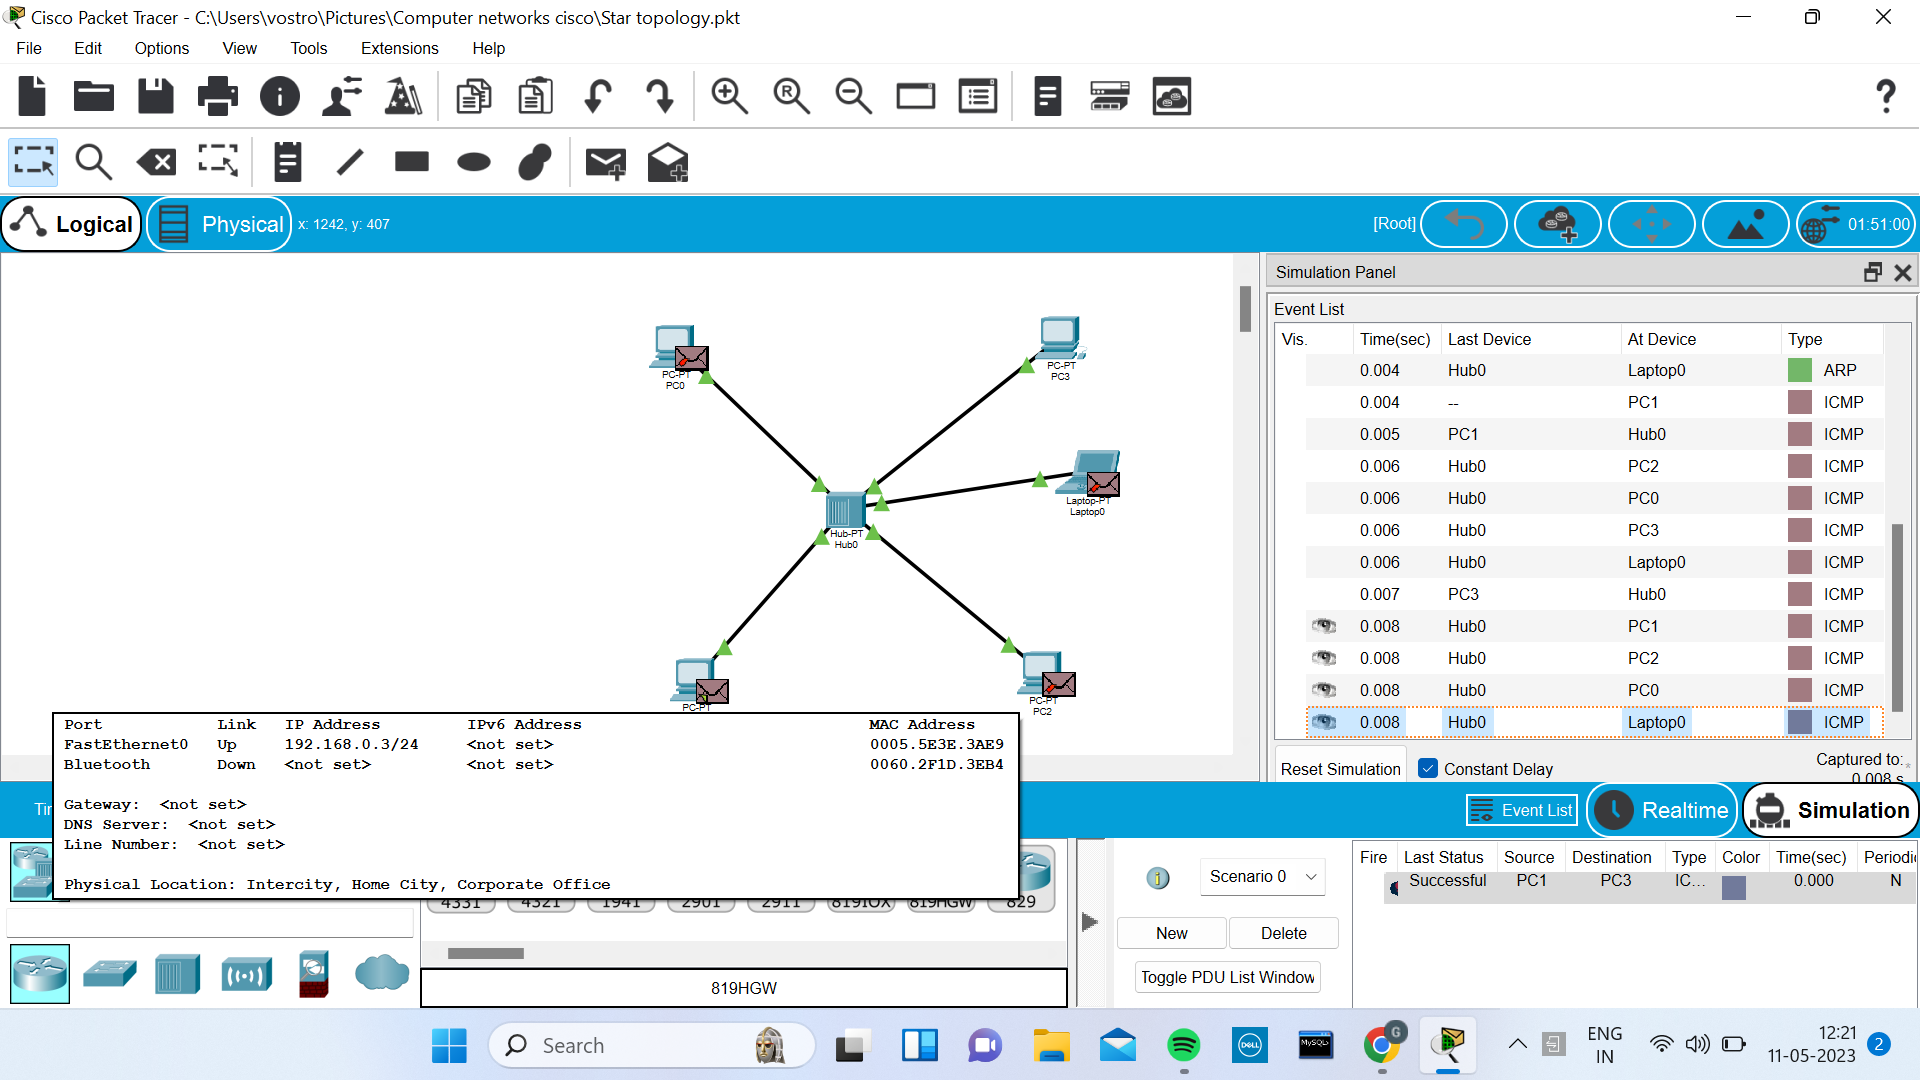 Cisco Packet Tracer - C:\Users\vostro\Pictures\Computer networks cisco\Star topology.pkt
File Edit Options View Tools Extensions Help
Logical Physical x: 1242, y: 407 [Root] 01:51:00
Simulation Panel
Event List
Vis. Time(sec) Last Device At Device Type
0.004 Hub0 Laptop0 ARP
0.004 -- PC1 ICMP
0.005 PC1 Hub0 ICMP
0.006 Hub0 PC2 ICMP
0.006 Hub0 PC0 ICMP
0.006 Hub0 PC3 ICMP
0.006 Hub0 Laptop0 ICMP
0.007 PC3 Hub0 ICMP
0.008 Hub0 PC1 ICMP
0.008 Hub0 PC2 ICMP
0.008 Hub0 PC0 ICMP
0.008 Hub0 Laptop0 ICMP
Reset Simulation Constant Delay Captured to:
0.008 s
PC-PT
PC0
PC-PT
PC3
Laptop-PT
Laptop0
Hub-PT
Hub0
PC-PT
PC-PT
PC2
Port Link IP Address IPv6 Address MAC Address
FastEthernet0 Up 192.168.0.3/24 <not set> 0005.5E3E.3AE9
Bluetooth Down <not set> <not set> 0060.2F1D.3EB4
Gateway: <not set>
DNS Server: <not set>
Line Number: <not set>
Physical Location: Intercity, Home City, Corporate Office
Event List Realtime Simulation
4331 4321 1941 2901 2911 819IOX 819HGW 829
819HGW
Scenario 0
New Delete
Toggle PDU List Window
Fire Last Status Source Destination Type Color Time(sec) Periodic
Successful PC1 PC3 IC... 0.000 N
Search
DELL
MySQL
G
ENG
IN
12:21
11-05-2023
2